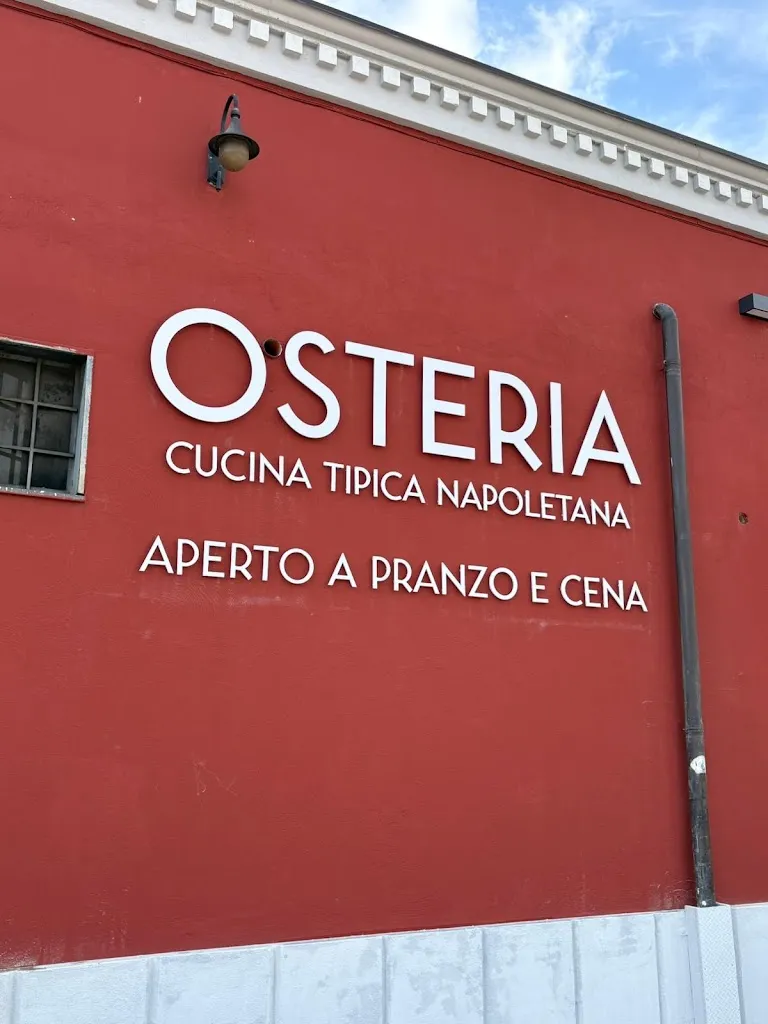 OSTERIA
CUCINA TIPICA NAPOLETANA
APERTO A PRANZO E CENA